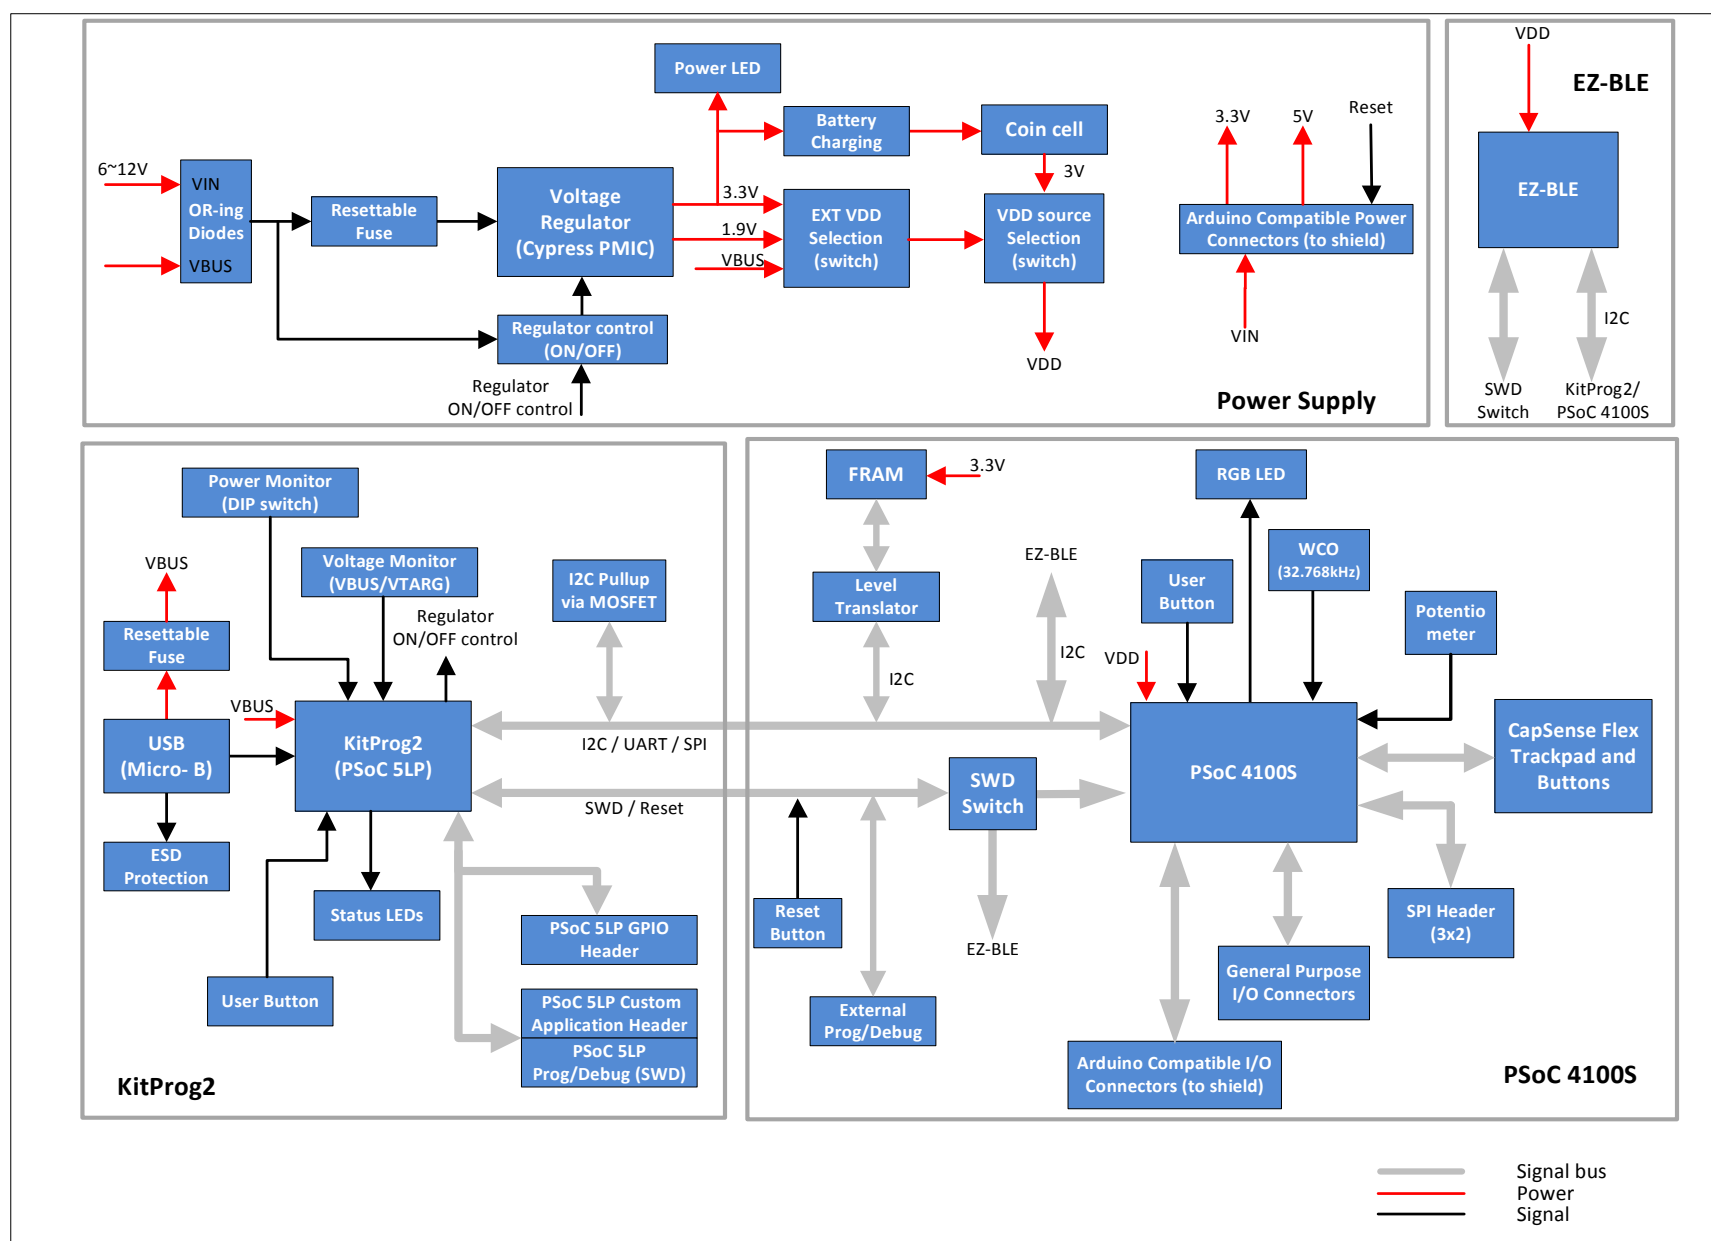 Power LED
Battery
Charging
Coin cell
6~12V
VIN
OR-ing
Diodes
VBUS
Resettable
Fuse
Voltage
Regulator
(Cypress PMIC)
3.3V
1.9V
VBUS
EXT VDD
Selection
(switch)
3V
VDD source
Selection
(switch)
VDD
Regulator control
(ON/OFF)
Regulator
ON/OFF control
3.3V
5V
Reset
Arduino Compatible Power
Connectors (to shield)
VIN
Power Supply
VDD
EZ-BLE
EZ-BLE
I2C
SWD
Switch
KitProg2/
PSoC 4100S
Power Monitor
(DIP switch)
Voltage Monitor
(VBUS/VTARG)
VBUS
Resettable
Fuse
Regulator
ON/OFF control
I2C Pullup
via MOSFET
VBUS
USB
(Micro- B)
KitProg2
(PSoC 5LP)
I2C / UART / SPI
SWD / Reset
ESD
Protection
Status LEDs
User Button
PSoC 5LP GPIO
Header
PSoC 5LP Custom
Application Header
PSoC 5LP
Prog/Debug (SWD)
KitProg2
FRAM
3.3V
Level
Translator
I2C
EZ-BLE
I2C
RGB LED
User
Button
WCO
(32.768kHz)
Potentio
meter
VDD
PSoC 4100S
CapSense Flex
Trackpad and
Buttons
SWD
Switch
Reset
Button
EZ-BLE
External
Prog/Debug
SPI Header
(3x2)
General Purpose
I/O Connectors
Arduino Compatible I/O
Connectors (to shield)
PSoC 4100S
Signal bus
Power
Signal